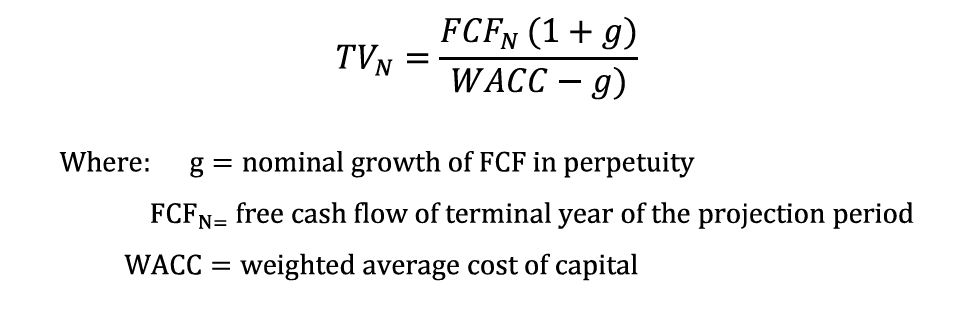 TV_N = FCF_N (1 + g) / WACC − g)
Where: g = nominal growth of FCF in perpetuity
FCF_N= free cash flow of terminal year of the projection period
WACC = weighted average cost of capital